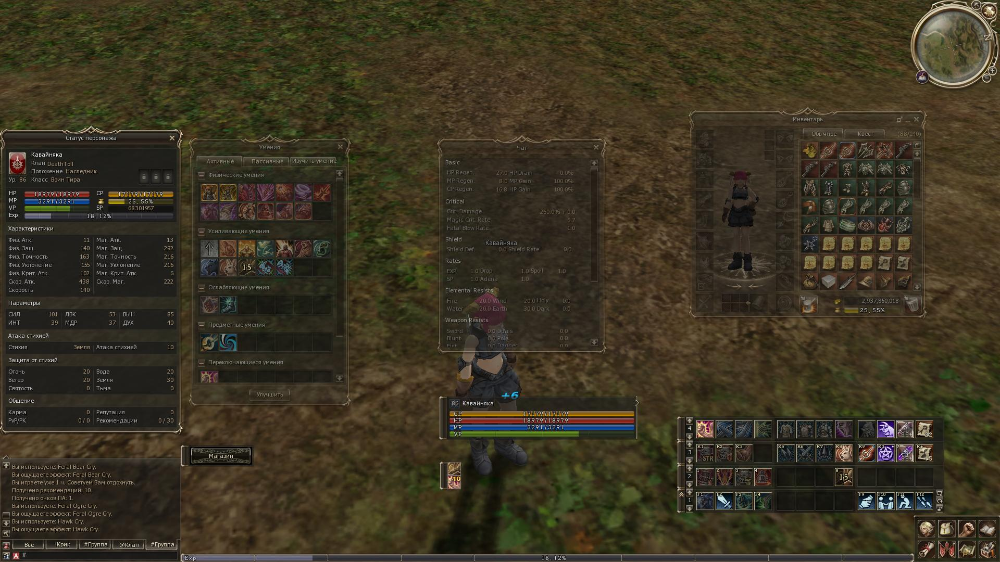 Статус персонажа
Кавайняка
Клан DeathToll
Положение Наследник
Ур. 86 Класс Воин Тира
HP 18979/18979 CP 17179/17179
MP 3291/3291 25,55%
VP SP 68301957
Exp 18,12%
Характеристики
Физ. Атк. 11 Маг. Атк. 13
Физ. Защ. 140 Маг. Защ. 292
Физ. Точность 163 Маг. Точность 216
Физ. Уклонение 155 Маг. Уклонение 216
Физ. Крит. Атк. 102 Маг. Крит. Атк. 6
Скор. Атк. 438 Скор. Маг. 222
Скорость 140
Параметры
СИЛ 101 ЛВК 53 ВЫН 85
ИНТ 39 МДР 37 ДУХ 40
Атака стихией
Стихия Земля Атака стихией 10
Защита от стихий
Огонь 20 Вода 20
Ветер 20 Земля 30
Святость 0 Тьма 0
Общение
Карма 0 Репутация 0
PvP/PK 0 / 0 Рекомендации 0 / 30
Умения
Активные Пассивные Изучить умение
Физические умения
Усиливающие умения
15
Ослабляющие умения
Предметные умения
Переключающиеся умения
Улучшить
Чат
Basic
HP Regen. 27.0 HP Drain 0.0%
MP Regen. 8.0 MP Gain 100.0%
CP Regen. 16.8 HP Gain 100.0%
Critical
Crit. Damage 260.0% + 0.0
Magic Crit. Rate 6.7
Fatal Blow Rate 1.0
Shield
Кавайняка
Shield Def. 0.0 Shield Rate 0.0
Rates
EXP 1.0 Drop 1.0 Spoil 1.0
SP 1.0 Adena 1.0
Elemental Resists
Fire 20.0 Wind 20.0 Holy 0.0
Water 20.0 Earth 30.0 Dark 0.0
Weapon Resists
Sword 0.0 Duals 0.0
Blunt 0.0 Pole 0.0
Fist 0.0 Dagger 0.0
Инвентарь
Обычное Квест (88/140)
2,937,850,018
25,55%
N
+6
86 Кавайняка
CP 17179/17179
HP 18979/18979
MP 3291/3291
VP
10
Магазин
Вы используете: Feral Bear Cry.
Вы ощущаете эффект: Feral Bear Cry.
Вы играете уже 1 ч. Советуем Вам отдохнуть.
Получено рекомендаций: 10.
Получено очков ПА: 1.
Вы используете: Feral Ogre Cry.
Вы ощущаете эффект: Feral Ogre Cry.
Вы используете: Hawk Cry.
Вы ощущаете эффект: Hawk Cry.
Все !Крик #Группа @Клан #Группа
A #
4 99+
3 K1 STR K2 K3 K5 K6 K7 K8 K9 K0 99+
2 1 2 3 4 8 15
1 F1 F2 F3 F4 F9 F10 F11 F12
Exp 18,12%